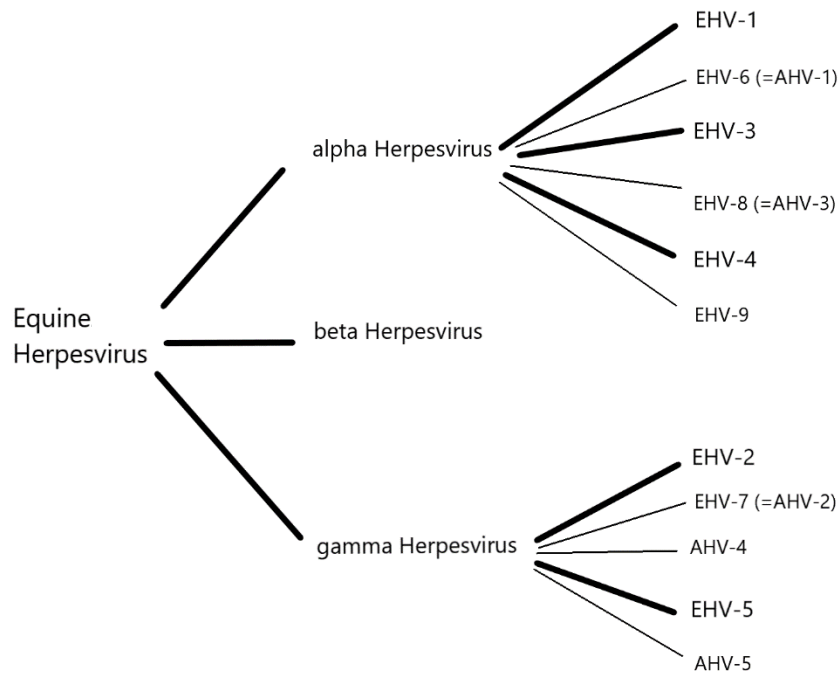 EHV-1
EHV-6 (=AHV-1)
alpha Herpesvirus
EHV-3
EHV-8 (=AHV-3)
EHV-4
EHV-9
Equine
Herpesvirus
beta Herpesvirus
EHV-2
EHV-7 (=AHV-2)
gamma Herpesvirus
AHV-4
EHV-5
AHV-5